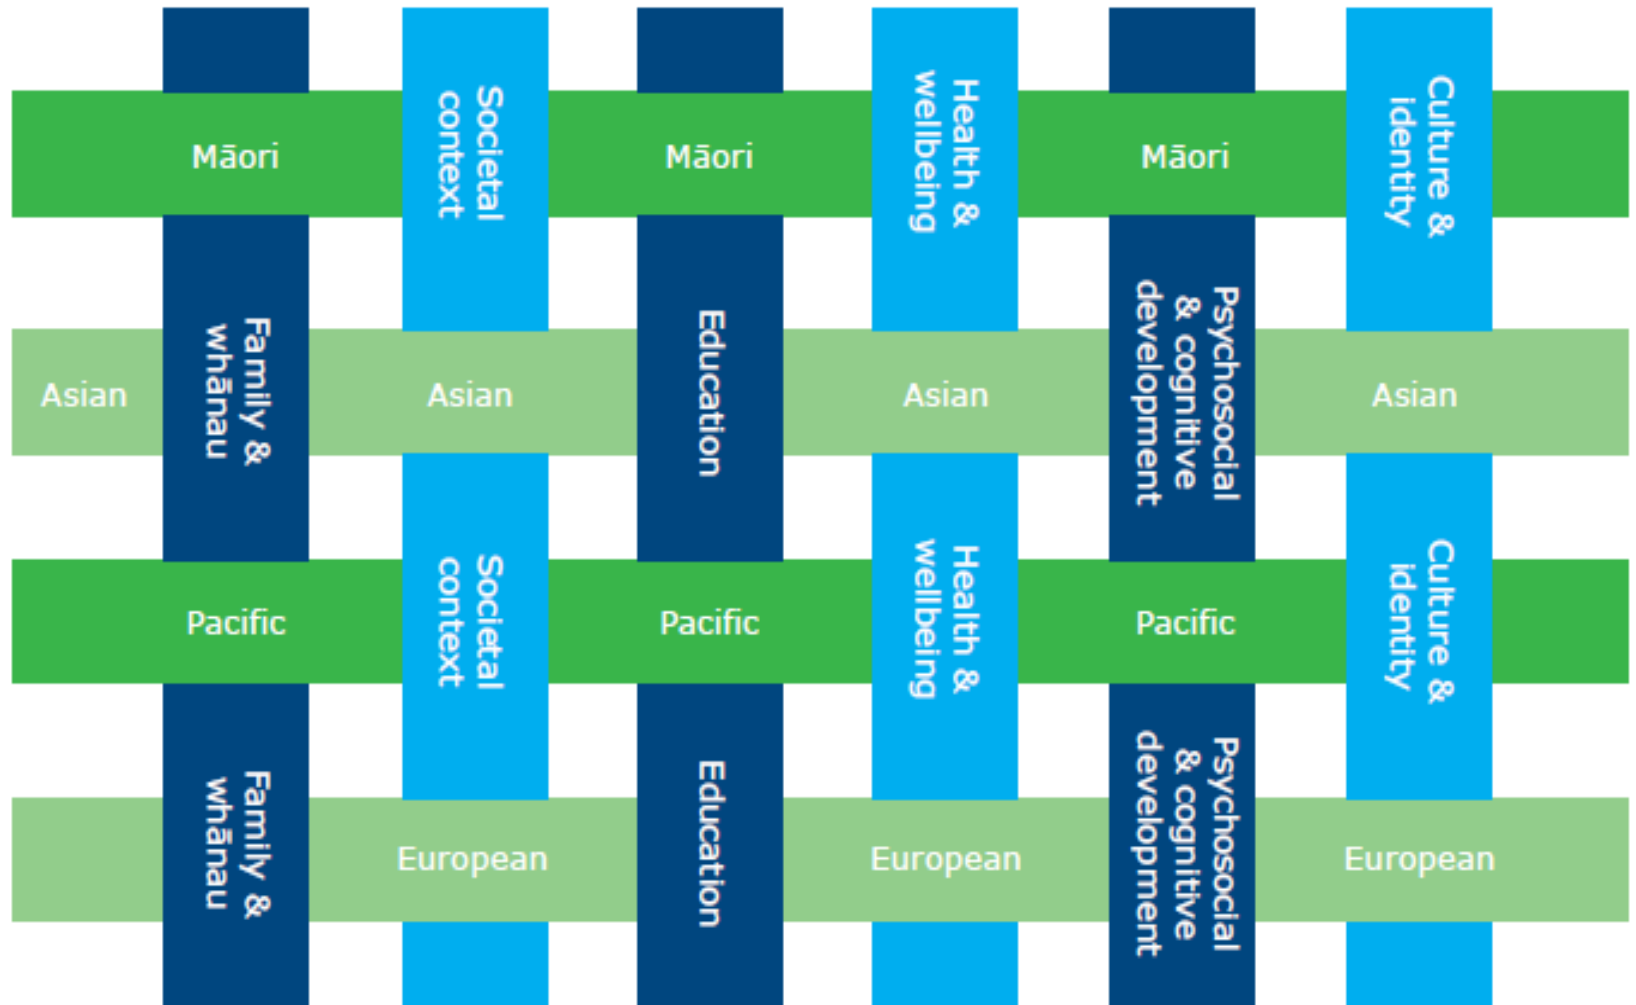 Māori
Societal
context
Māori
Health &
wellbeing
Māori
Culture &
identity
Asian
Family &
whānau
Asian
Education
Asian
Psychosocial
& cognitive
development
Asian
Pacific
Societal
context
Pacific
Health &
wellbeing
Pacific
Culture &
identity
Family &
whānau
European
Education
European
Psychosocial
& cognitive
development
European